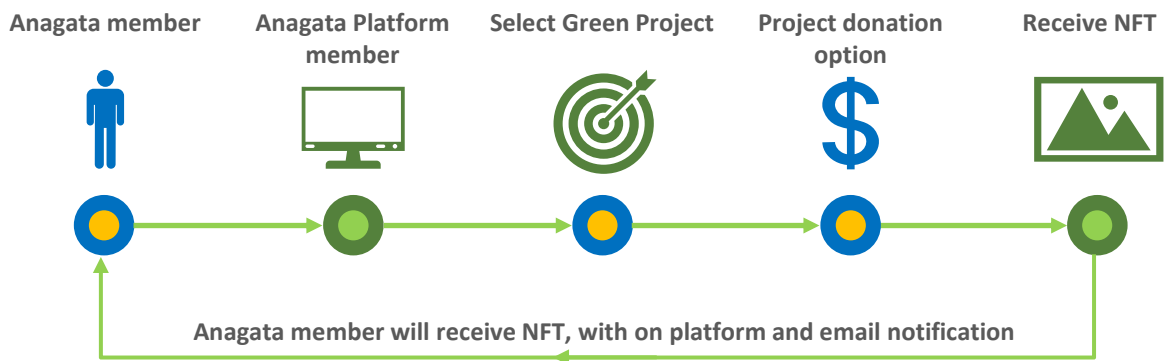 Anagata member
Anagata Platform
member
Select Green Project
Project donation
option
Receive NFT
$
Anagata member will receive NFT, with on platform and email notification